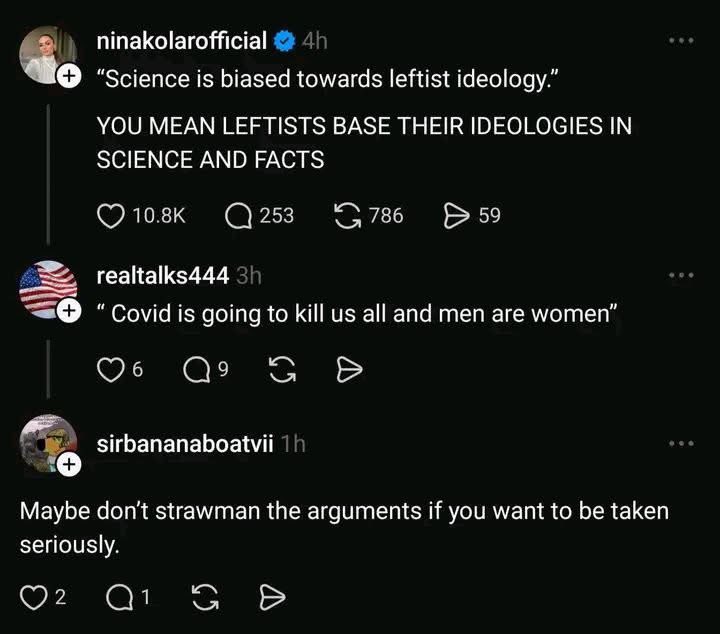 ninakolarofficial 4h
“Science is biased towards leftist ideology.”
YOU MEAN LEFTISTS BASE THEIR IDEOLOGIES IN
SCIENCE AND FACTS
10.8K 253 786 59
realtalks444 3h
“ Covid is going to kill us all and men are women”
6 9
sirbananaboatvii 1h
Maybe don’t strawman the arguments if you want to be taken
seriously.
2 1